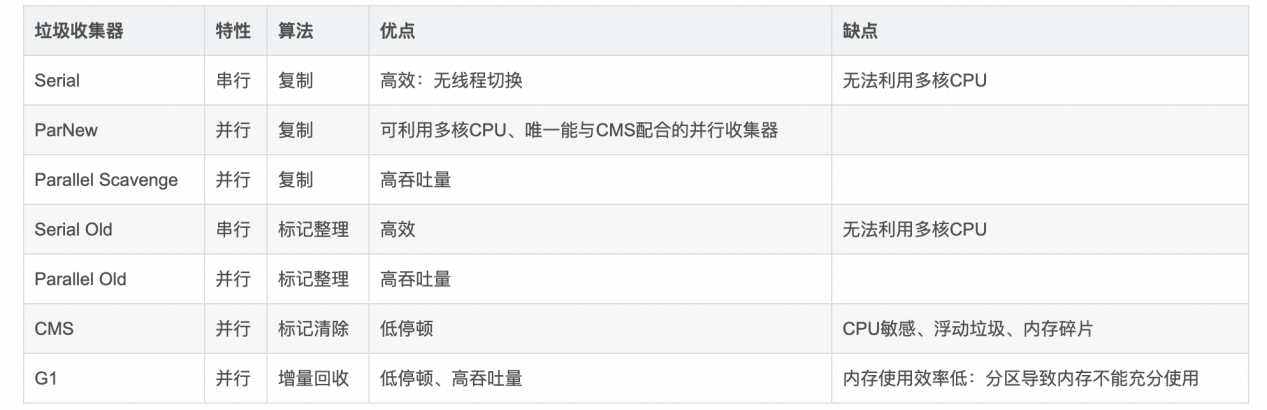 垃圾收集器 特性 算法 优点 缺点
Serial 串行 复制 高效：无线程切换 无法利用多核CPU
ParNew 并行 复制 可利用多核CPU、唯一能与CMS配合的并行收集器
Parallel Scavenge 并行 复制 高吞吐量
Serial Old 串行 标记整理 高效 无法利用多核CPU
Parallel Old 并行 标记整理 高吞吐量
CMS 并行 标记清除 低停顿 CPU敏感、浮动垃圾、内存碎片
G1 并行 增量回收 低停顿、高吞吐量 内存使用效率低：分区导致内存不能充分使用